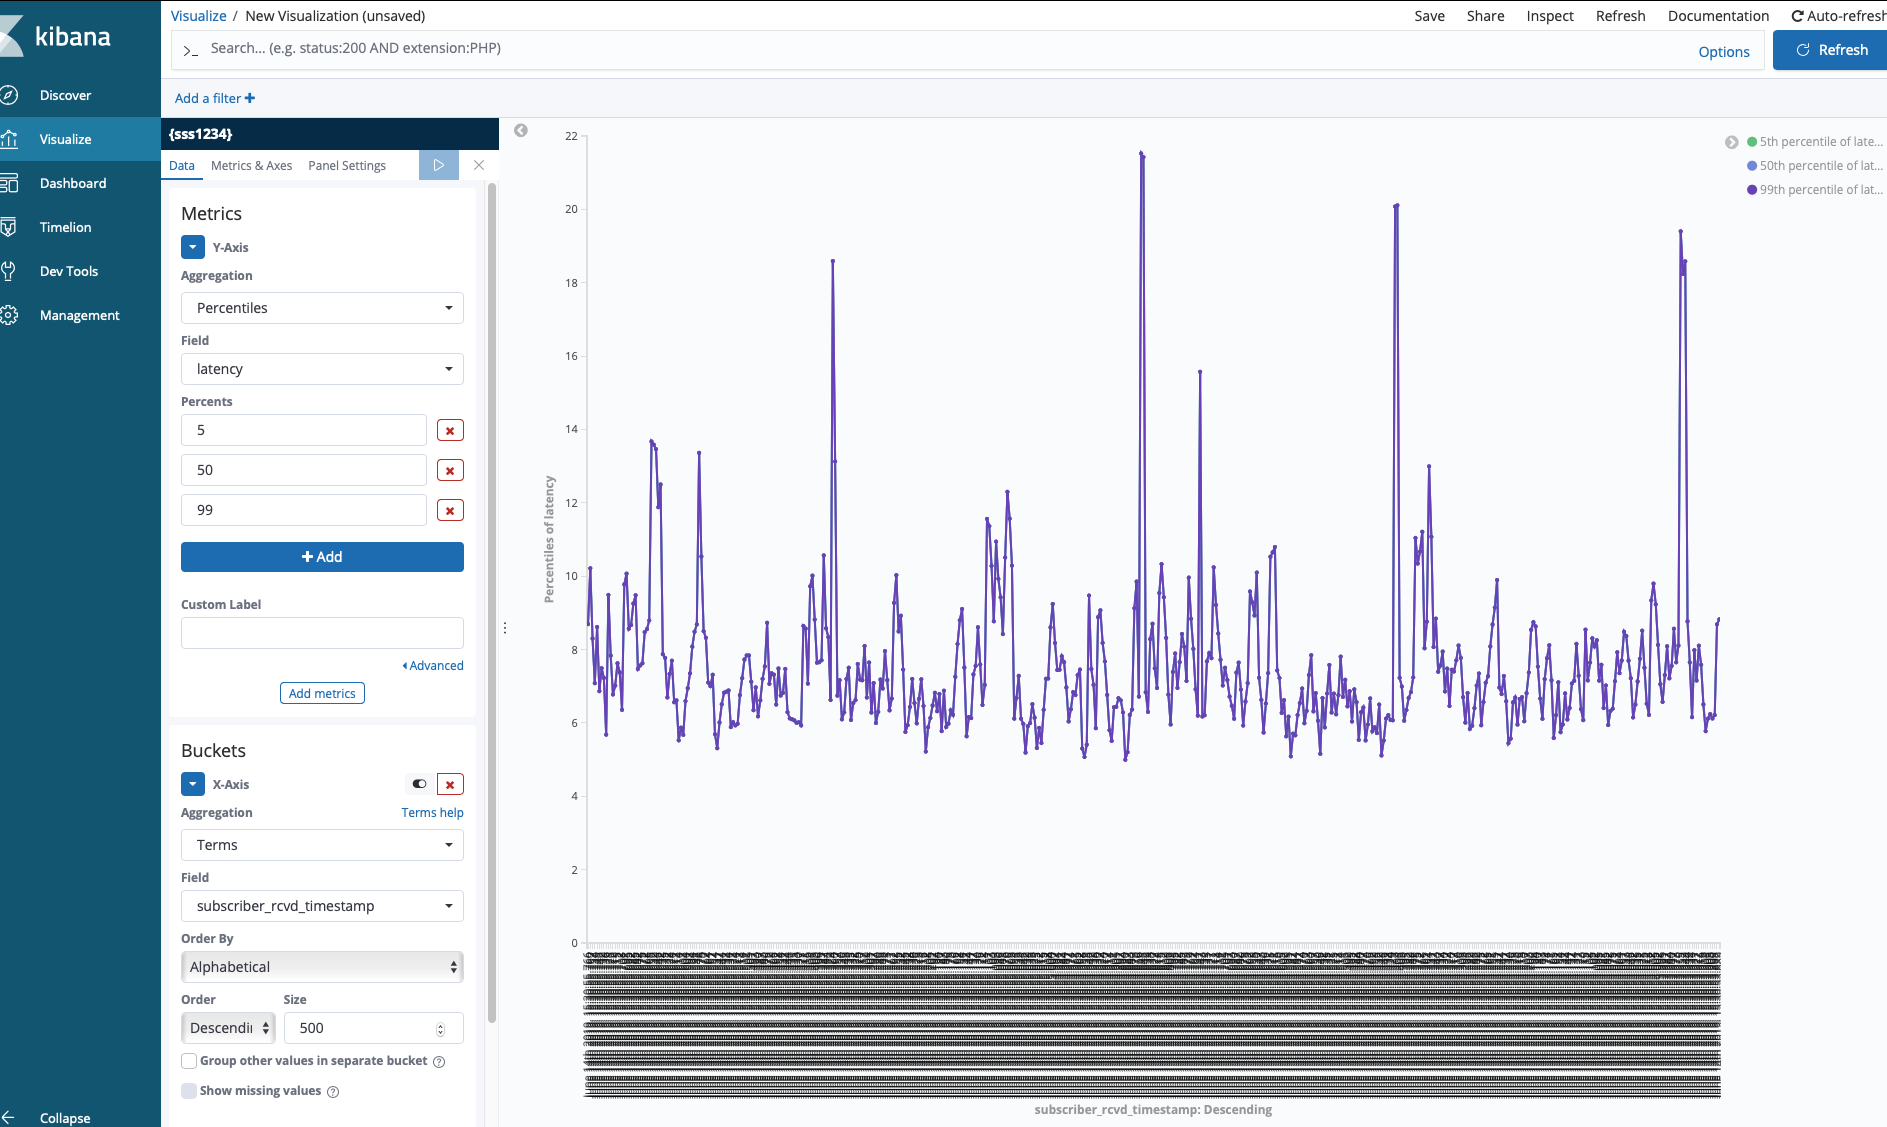 Visualize / New Visualization (unsaved)
Save Share Inspect Refresh Documentation Auto-refresh
kibana
>_ Search... (e.g. status:200 AND extension:PHP)
Options
Refresh
Add a filter +
Discover
Visualize
Dashboard
Timelion
Dev Tools
Management
Collapse
{sss1234}
Data Metrics & Axes Panel Settings
Metrics
Y-Axis
Aggregation
Percentiles
Field
latency
Percents
5
50
99
+ Add
Custom Label
Advanced
Add metrics
Buckets
X-Axis
Aggregation Terms help
Terms
Field
subscriber_rcvd_timestamp
Order By
Alphabetical
Order Size
Descendi 500
Group other values in separate bucket
Show missing values
22
20
18
16
14
12
10
8
6
4
2
0
Percentiles of latency
subscriber_rcvd_timestamp: Descending
5th percentile of late...
50th percentile of lat...
99th percentile of lat...